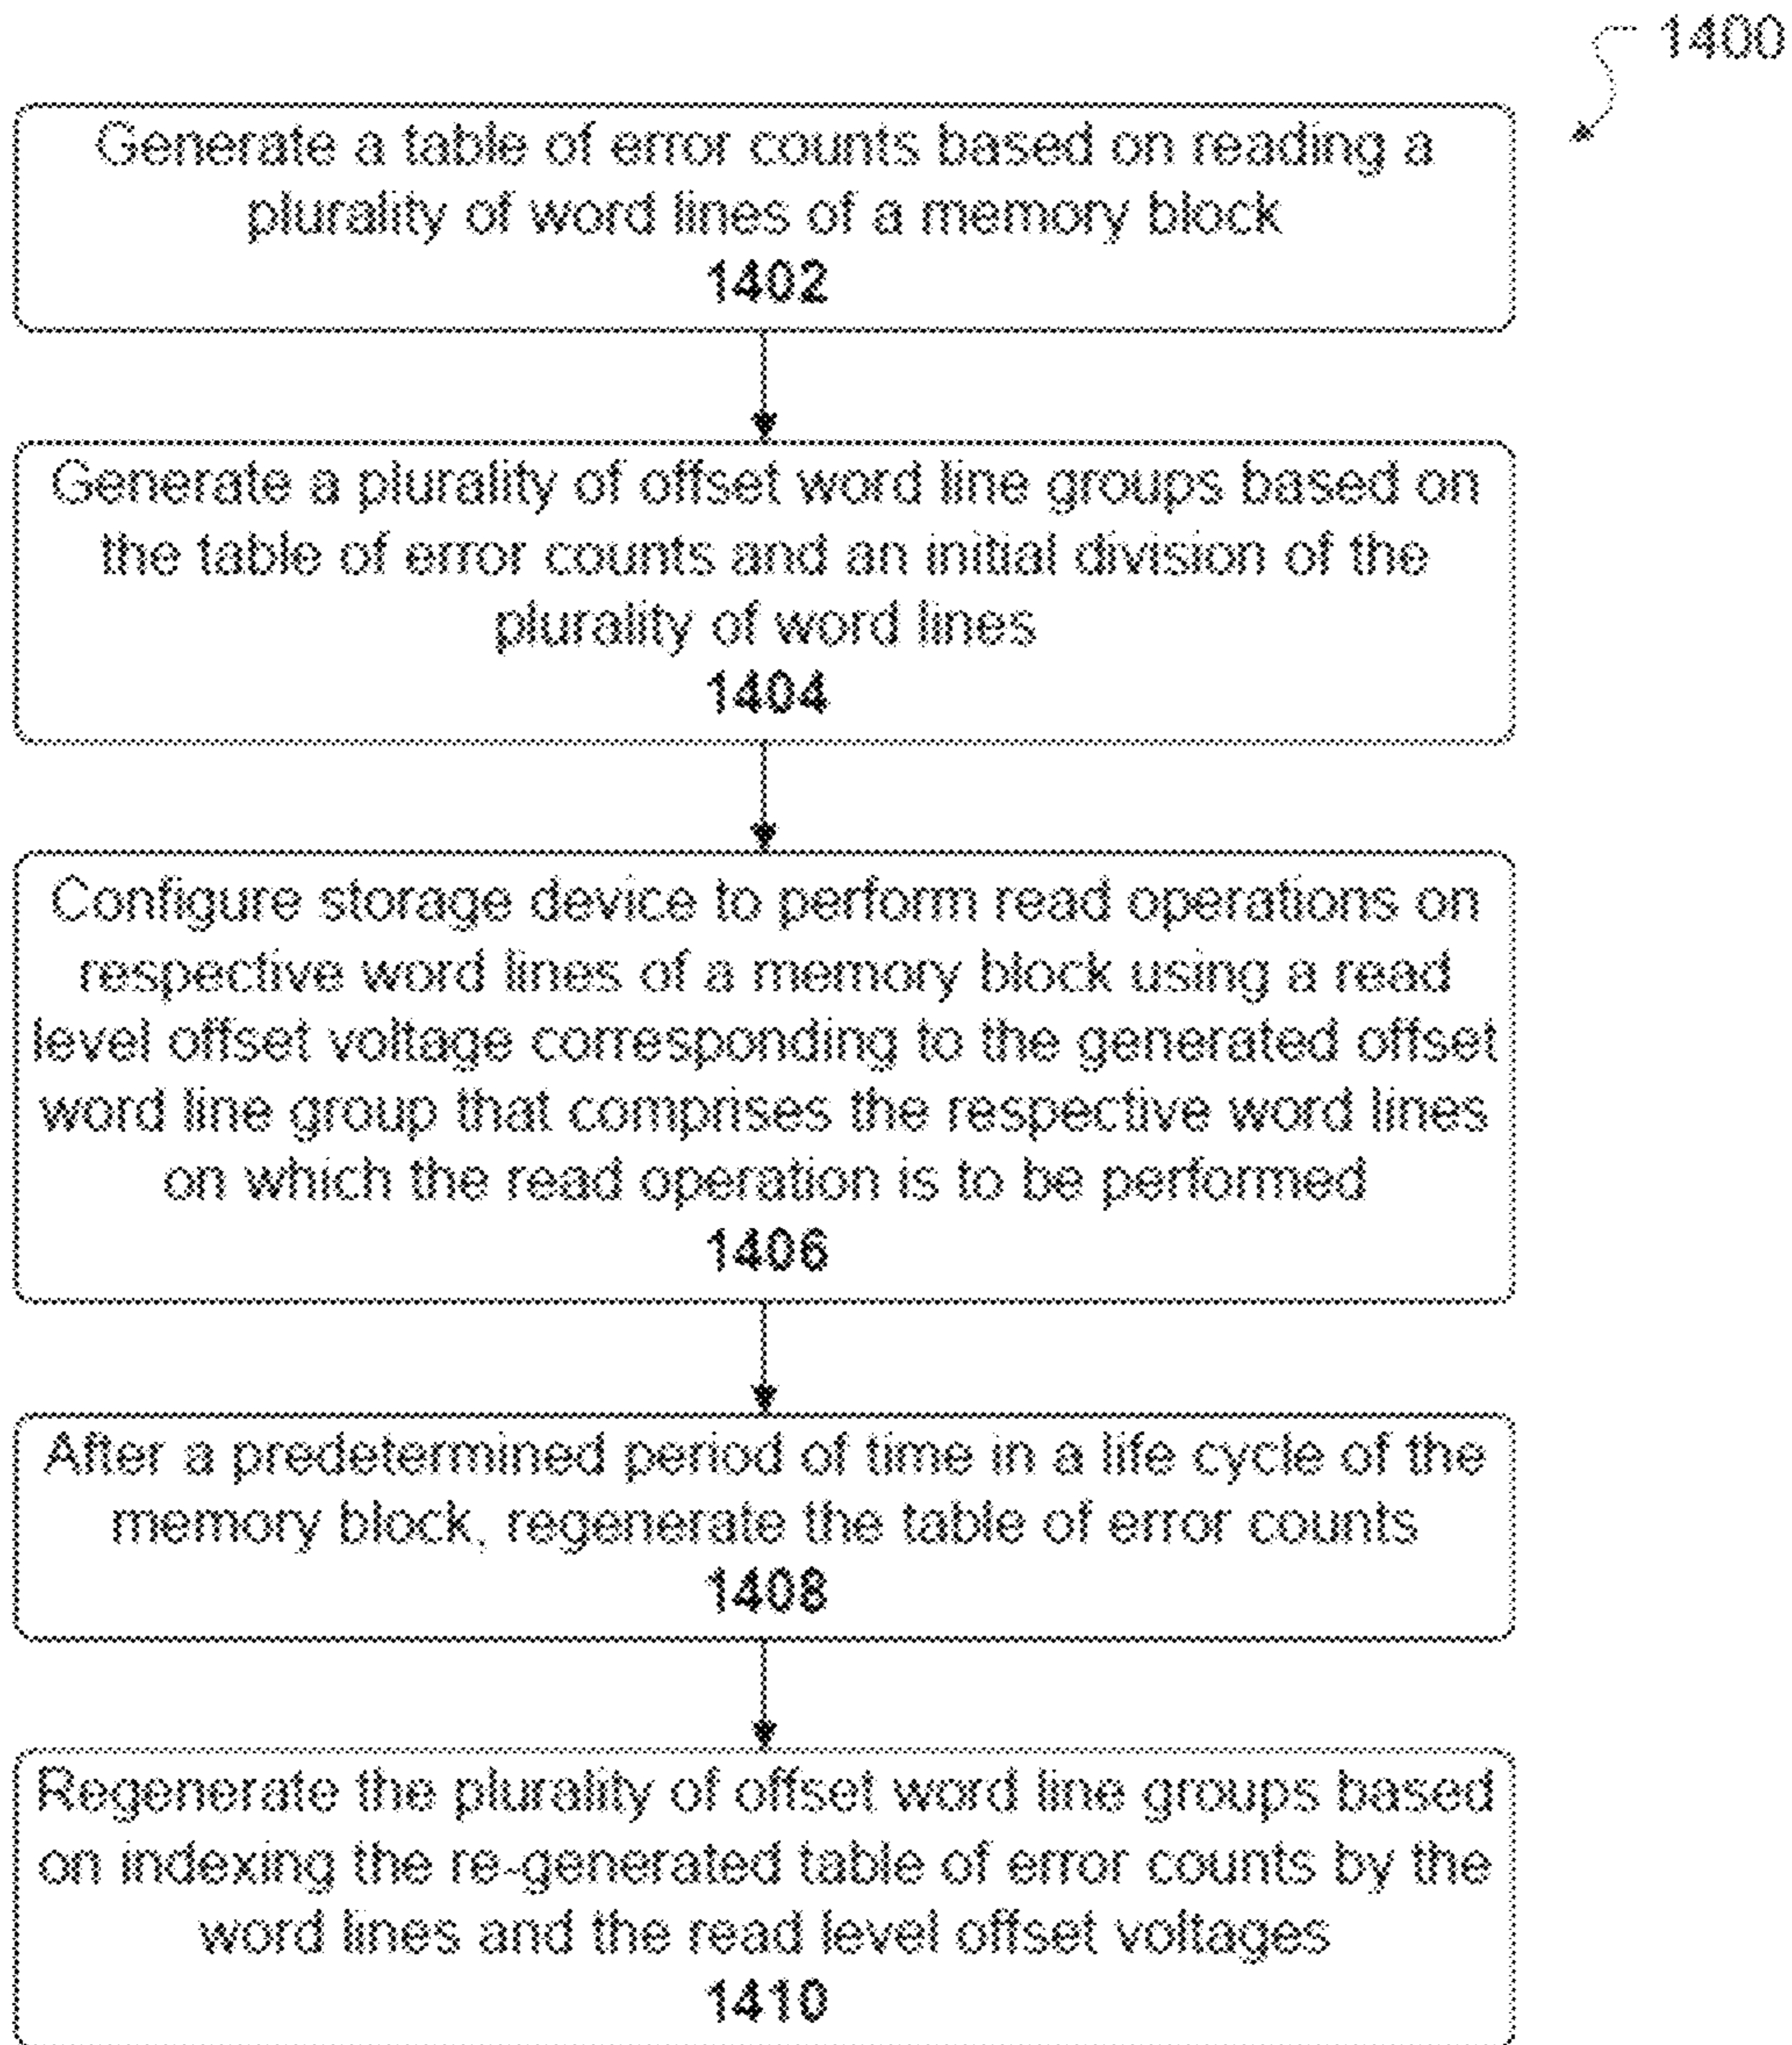 1400
Generate a table of error counts based on reading a
plurality of word lines of a memory block
1402
Generate a plurality of offset word line groups based on
the table of error counts and an initial division of the
plurality of word lines
1404
Configure storage device to perform read operations on
respective word lines of a memory block using a read
level offset voltage corresponding to the generated offset
word line group that comprises the respective word lines
on which the read operation is to be performed
1406
After a predetermined period of time in a life cycle of the
memory block, regenerate the table of error counts
1408
Regenerate the plurality of offset word line groups based
on indexing the re-generated table of error counts by the
word lines and the read level offset voltages
1410